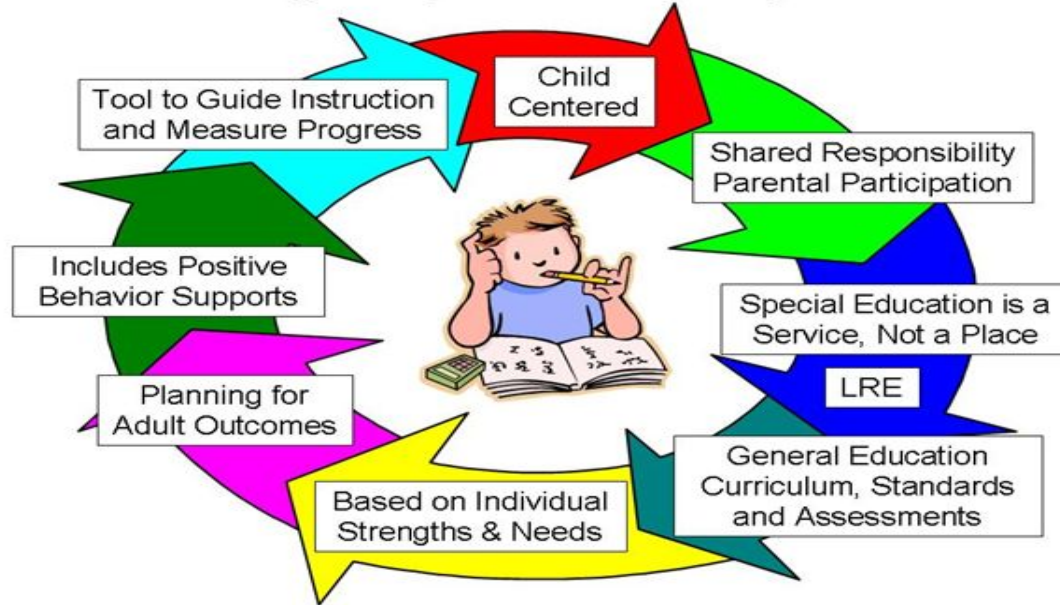 Child
Centered
Shared Responsibility
Parental Participation
Special Education is a
Service, Not a Place
LRE
General Education
Curriculum, Standards
and Assessments
Based on Individual
Strengths & Needs
Planning for
Adult Outcomes
Includes Positive
Behavior Supports
Tool to Guide Instruction
and Measure Progress